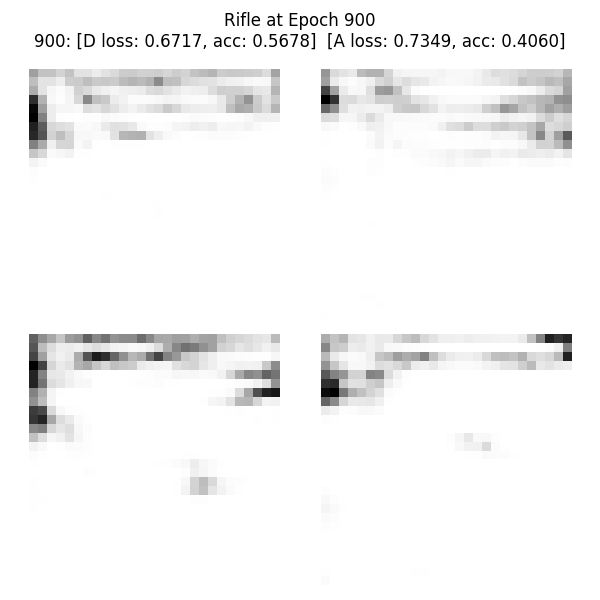 Rifle at Epoch 900
900: [D loss: 0.6717, acc: 0.5678]  [A loss: 0.7349, acc: 0.4060]